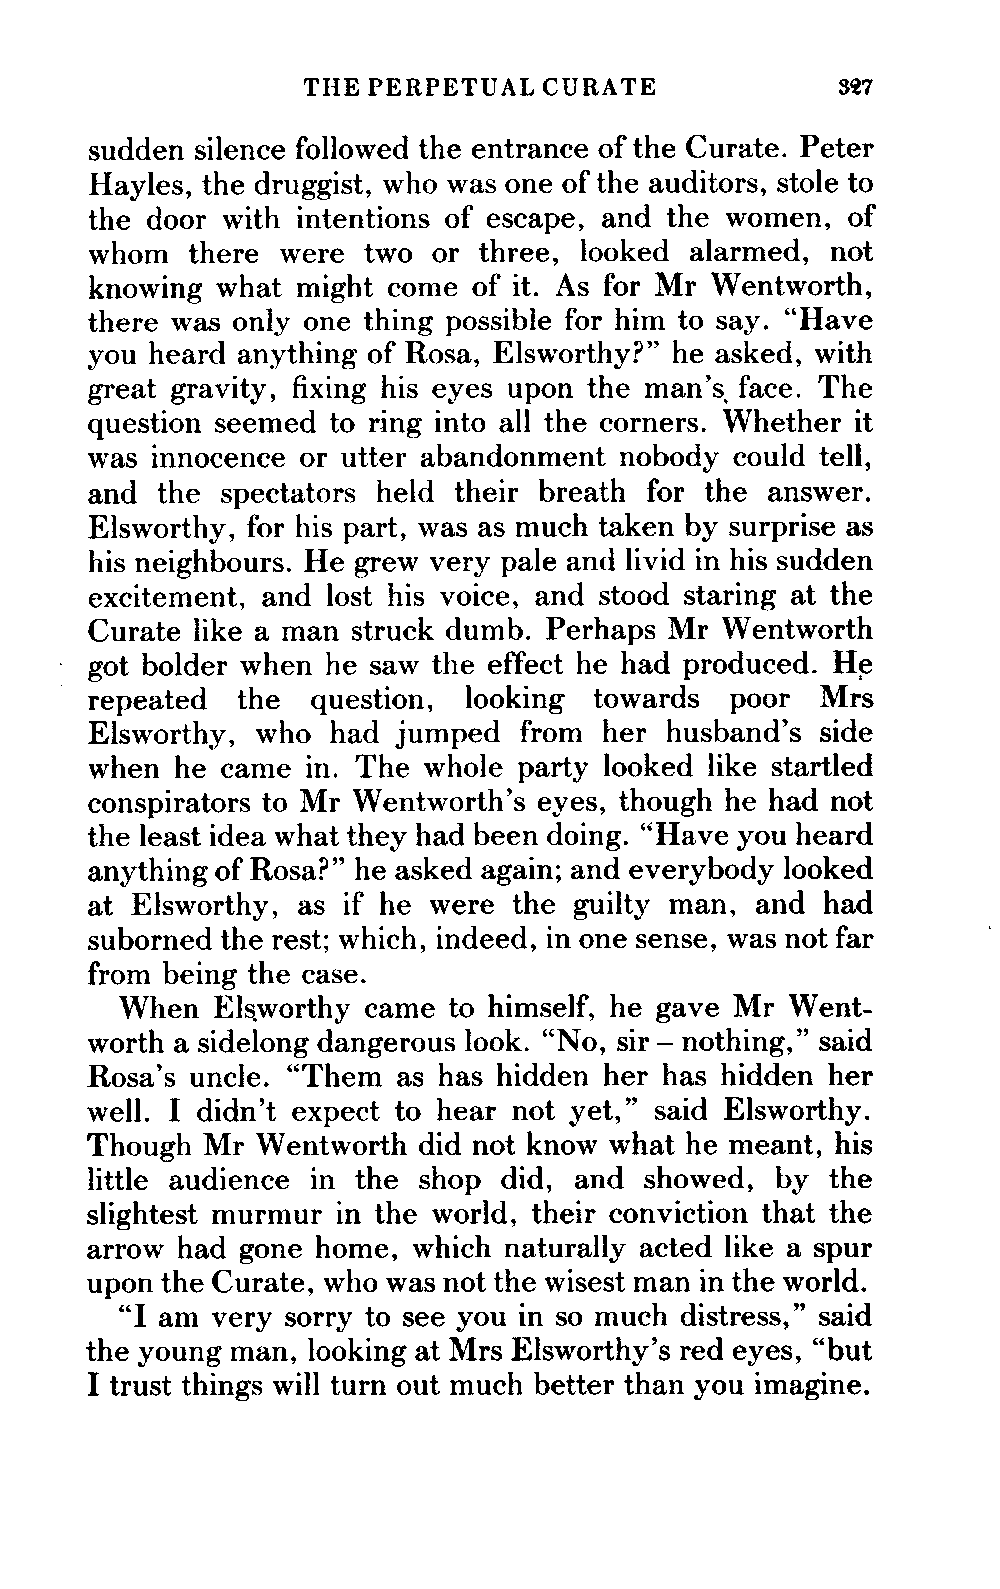 THE PERPETUAL CURATE 327
sudden silence followed the entrance of the Curate. Peter
Hayles, the druggist, who was one of the auditors, stole to
the door with intentions of escape, and the women, of
whom there were two or three, looked alarmed, not
knowing what might come of it. As for Mr Wentworth,
there was only one thing possible for him to say. “Have
you heard anything of Rosa, Elsworthy?” he asked, with
great gravity, fixing his eyes upon the man’s face. The
question seemed to ring into all the corners. Whether it
was innocence or utter abandonment nobody could tell,
and the spectators held their breath for the answer.
Elsworthy, for his part, was as much taken by surprise as
his neighbours. He grew very pale and livid in his sudden
excitement, and lost his voice, and stood staring at the
Curate like a man struck dumb. Perhaps Mr Wentworth
got bolder when he saw the effect he had produced. He
repeated the question, looking towards poor Mrs
Elsworthy, who had jumped from her husband’s side
when he came in. The whole party looked like startled
conspirators to Mr Wentworth’s eyes, though he had not
the least idea what they had been doing. “Have you heard
anything of Rosa?” he asked again; and everybody looked
at Elsworthy, as if he were the guilty man, and had
suborned the rest; which, indeed, in one sense, was not far
from being the case.
When Elsworthy came to himself, he gave Mr Went-
worth a sidelong dangerous look. “No, sir – nothing,” said
Rosa’s uncle. “Them as has hidden her has hidden her
well. I didn’t expect to hear not yet,” said Elsworthy.
Though Mr Wentworth did not know what he meant, his
little audience in the shop did, and showed, by the
slightest murmur in the world, their conviction that the
arrow had gone home, which naturally acted like a spur
upon the Curate, who was not the wisest man in the world.
“I am very sorry to see you in so much distress,” said
the young man, looking at Mrs Elsworthy’s red eyes, “but
I trust things will turn out much better than you imagine.